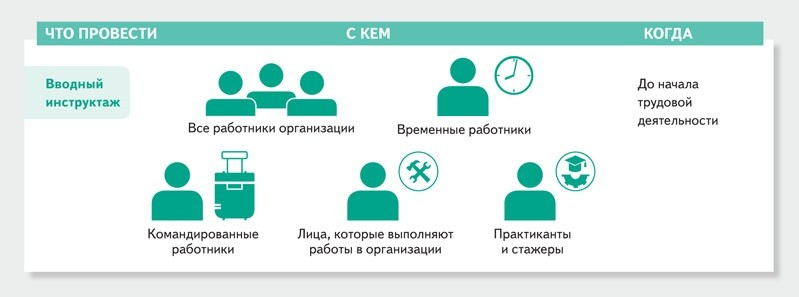 ЧТО ПРОВЕСТИ
С КЕМ
КОГДА
Вводный
инструктаж
Все работники организации
Временные работники
До начала
трудовой
деятельности
Командированные
работники
Лица, которые выполняют
работы в организации
Практиканты
и стажеры